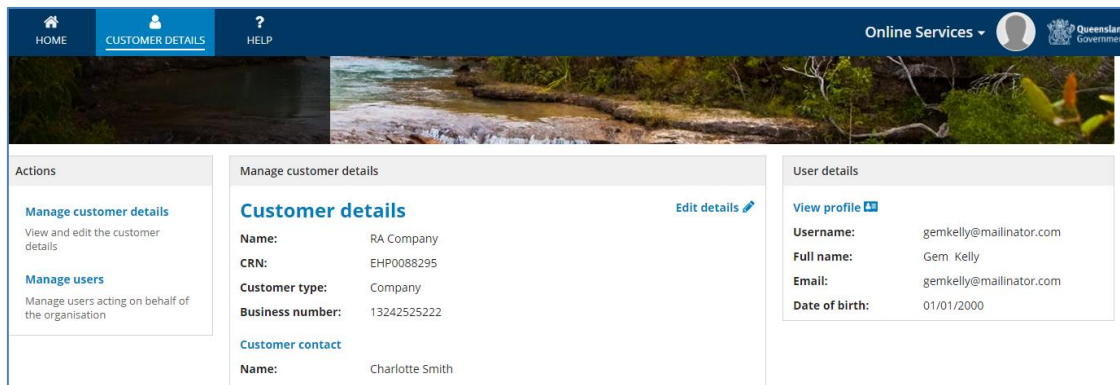 HOME
CUSTOMER DETAILS
?
HELP
Online Services
Queensland
Government
Actions
Manage customer details
View and edit the customer
details
Manage users
Manage users acting on behalf of
the organisation
Manage customer details
Customer details
Edit details
Name: RA Company
CRN: EHP0088295
Customer type: Company
Business number: 13242525222
Customer contact
Name: Charlotte Smith
User details
View profile
Username: gemkelly@mailinator.com
Full name: Gem Kelly
Email: gemkelly@mailinator.com
Date of birth: 01/01/2000